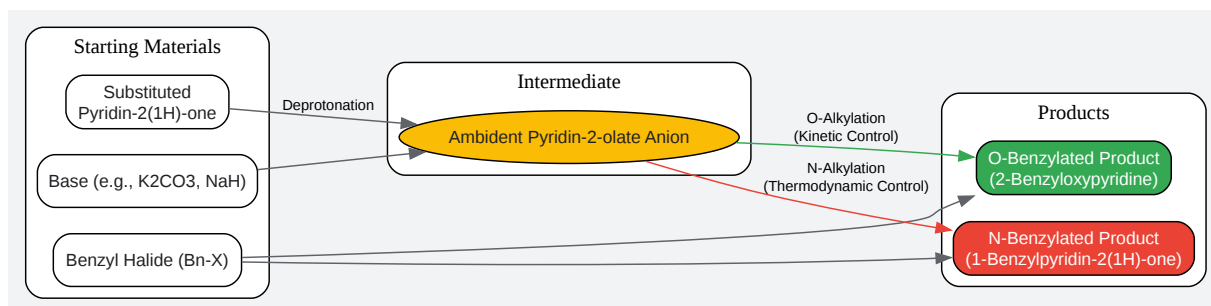 Starting Materials
Substituted
Pyridin-2(1H)-one
Base (e.g., K2CO3, NaH)
Benzyl Halide (Bn-X)
Deprotonation
Intermediate
Ambident Pyridin-2-olate Anion
O-Alkylation
(Kinetic Control)
N-Alkylation
(Thermodynamic Control)
Products
O-Benzylated Product
(2-Benzyloxypyridine)
N-Benzylated Product
(1-Benzylpyridin-2(1H)-one)